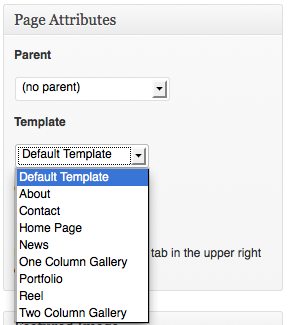 Page Attributes
Parent
(no parent)
Template
Default Template
Default Template
About
Contact
Home Page
News
One Column Gallery
tab in the upper right
Portfolio
Reel
Two Column Gallery